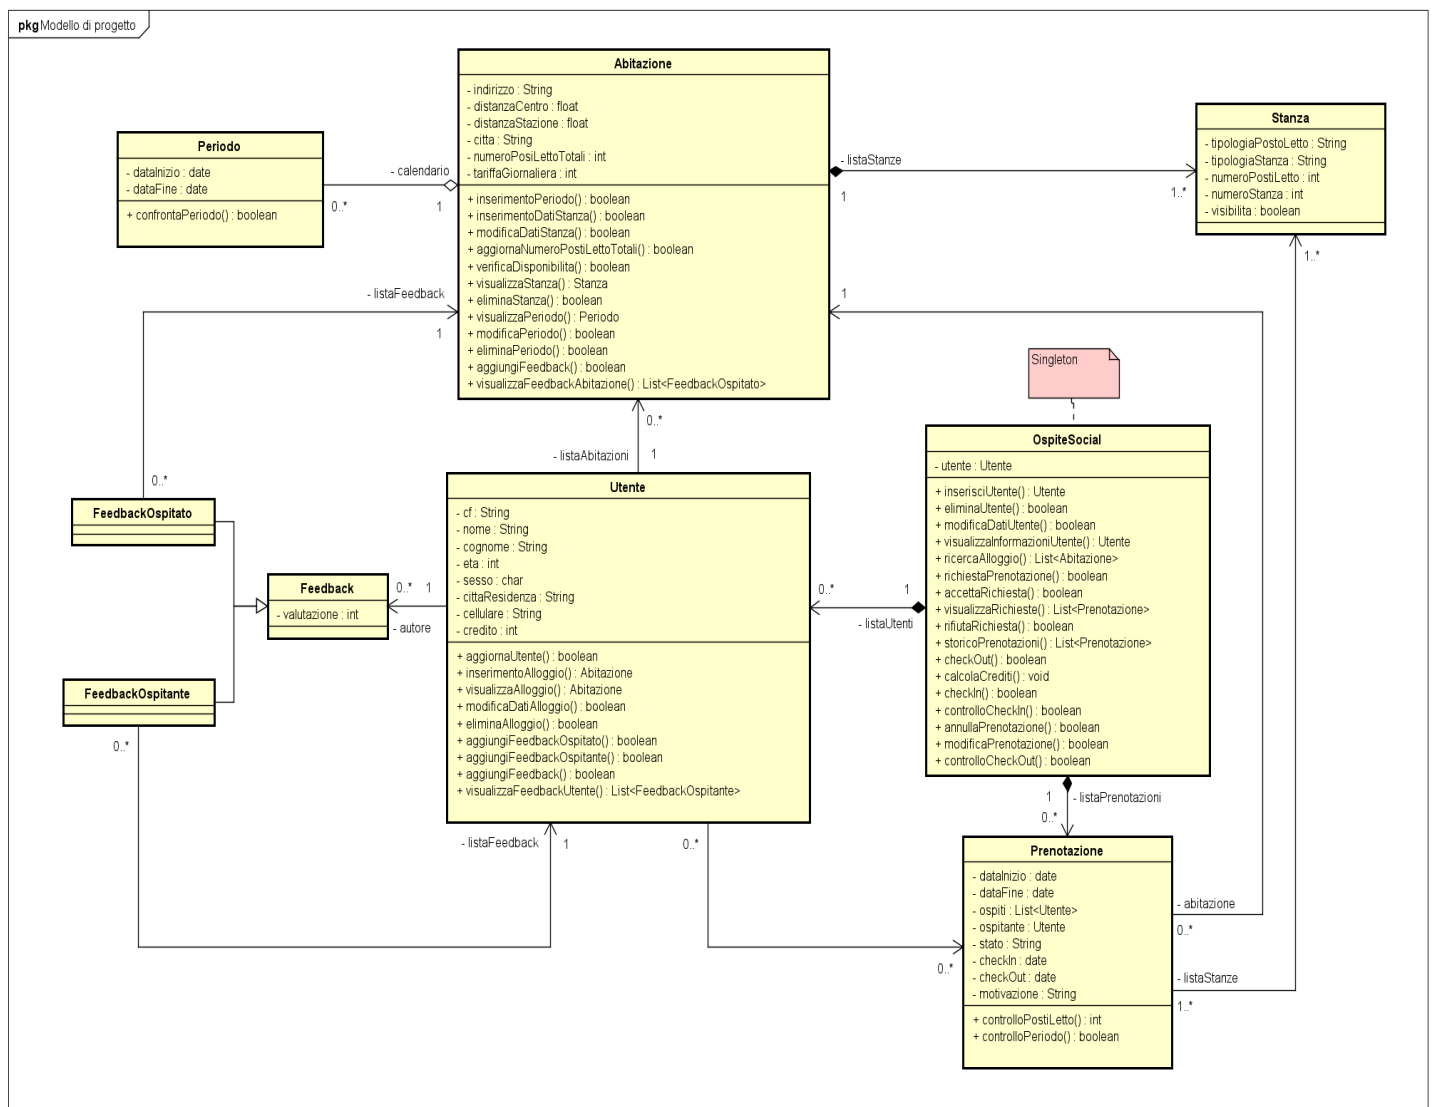 pkg Modello di progetto
Abitazione
- indirizzo : String
- distanzaCentro : float
- distanzaStazione : float
- citta : String
- numeroPosiLettoTotali : int
- tariffaGiornaliera : int
+ inserimentoPeriodo() : boolean
+ inserimentoDatiStanza() : boolean
+ modificaDatiStanza() : boolean
+ aggiornaNumeroPostiLettoTotali() : boolean
+ verificaDisponibilita() : boolean
+ visualizzaStanza() : Stanza
+ eliminaStanza() : boolean
+ visualizzaPeriodo() : Periodo
+ modificaPeriodo() : boolean
+ eliminaPeriodo() : boolean
+ aggiungiFeedback() : boolean
+ visualizzaFeedbackAbitazione() : List<FeedbackOspitato>
Periodo
- dataInizio : date
- dataFine : date
+ confrontaPeriodo() : boolean
- calendario
0..*
1
- listaStanze
1
1..*
Stanza
- tipologiaPostoLetto : String
- tipologiaStanza : String
- numeroPostiLetto : int
- numeroStanza : int
- visibilita : boolean
1..*
- listaFeedback
1
0..*
1
Singleton
0..*
- listaAbitazioni
1
FeedbackOspitato
Feedback
- valutazione : int
FeedbackOspitante
0..*
0..*
1
- autore
Utente
- cf : String
- nome : String
- cognome : String
- eta : int
- sesso : char
- cittaResidenza : String
- cellulare : String
- credito : int
+ aggiornaUtente() : boolean
+ inserimentoAlloggio() : Abitazione
+ visualizzaAlloggio() : Abitazione
+ modificaDatiAlloggio() : boolean
+ eliminaAlloggio() : boolean
+ aggiungiFeedbackOspitato() : boolean
+ aggiungiFeedbackOspitante() : boolean
+ aggiungiFeedback() : boolean
+ visualizzaFeedbackUtente() : List<FeedbackOspitante>
0..*
1
- listaUtenti
OspiteSocial
- utente : Utente
+ inserisciUtente() : Utente
+ eliminaUtente() : boolean
+ modificaDatiUtente() : boolean
+ visualizzaInformazioniUtente() : Utente
+ ricercaAlloggio() : List<Abitazione>
+ richiestaPrenotazione() : boolean
+ accettaRichiesta() : boolean
+ visualizzaRichieste() : List<Prenotazione>
+ rifiutaRichiesta() : boolean
+ storicoPrenotazioni() : List<Prenotazione>
+ checkOut() : boolean
+ calcolaCrediti() : void
+ checkIn() : boolean
+ controlloCheckIn() : boolean
+ annullaPrenotazione() : boolean
+ modificaPrenotazione() : boolean
+ controlloCheckOut() : boolean
1
- listaPrenotazioni
0..*
- listaFeedback
1
0..*
0..*
Prenotazione
- dataInizio : date
- dataFine : date
- ospiti : List<Utente>
- ospitante : Utente
- stato : String
- checkIn : date
- checkOut : date
- motivazione : String
+ controlloPostiLetto() : int
+ controlloPeriodo() : boolean
- abitazione
0..*
- listaStanze
1..*